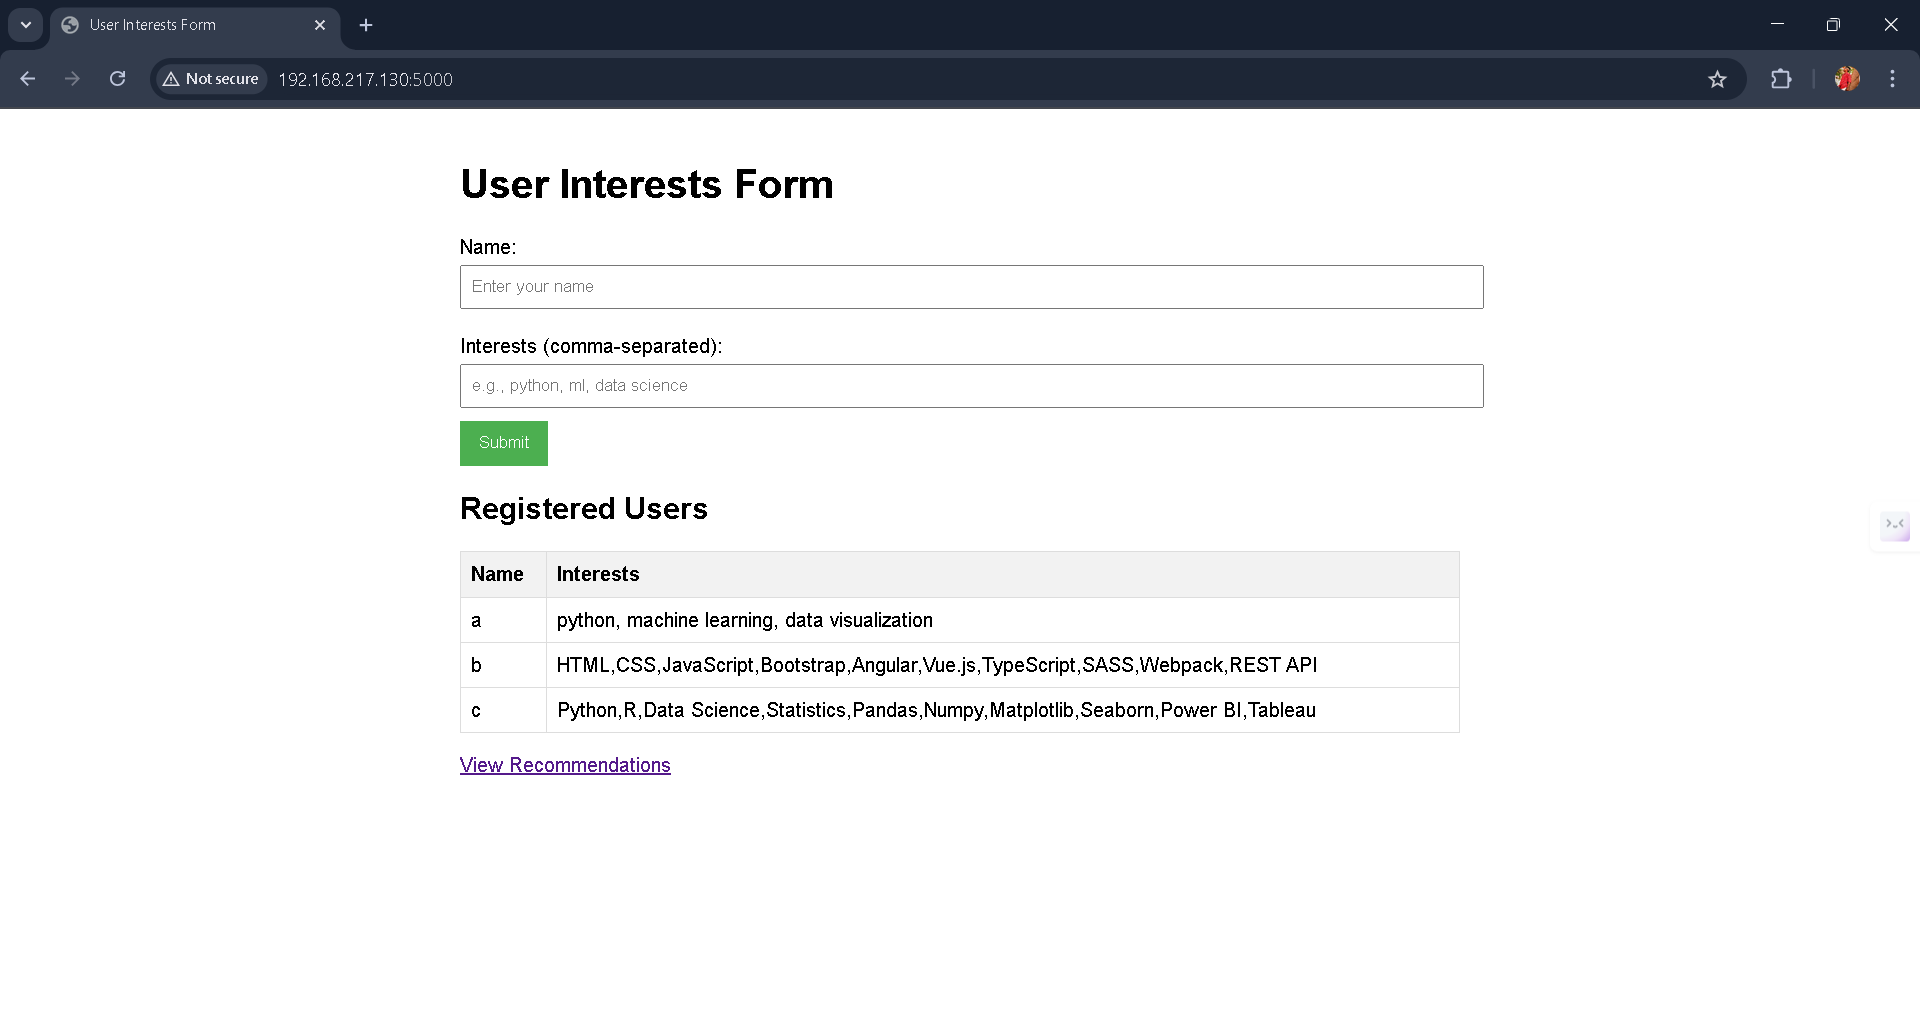 User Interests Form
Not secure 192.168.217.130:5000
User Interests Form
Name:
Enter your name
Interests (comma-separated):
e.g., python, ml, data science
Submit
Registered Users
Name Interests
a python, machine learning, data visualization
b HTML,CSS,JavaScript,Bootstrap,Angular,Vue.js,TypeScript,SASS,Webpack,REST API
c Python,R,Data Science,Statistics,Pandas,Numpy,Matplotlib,Seaborn,Power BI,Tableau
View Recommendations